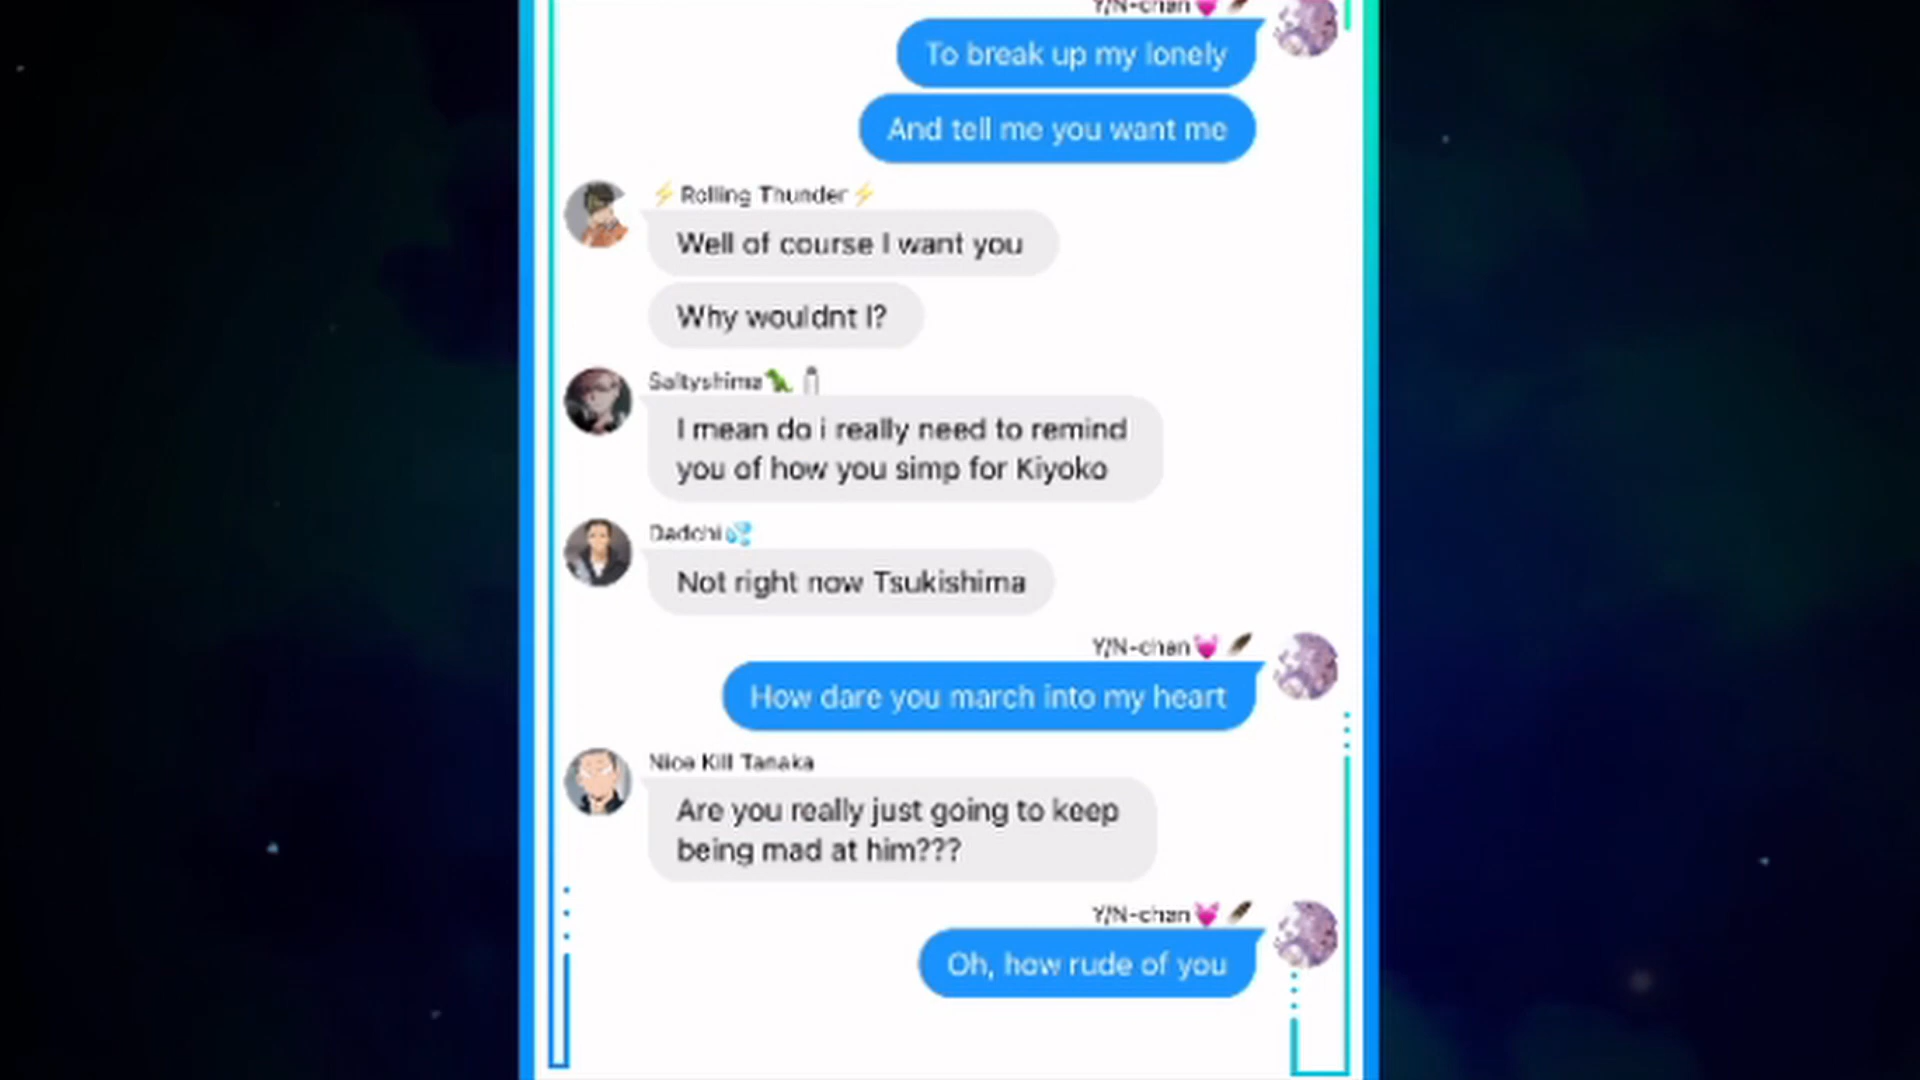 Y/N-chan💓🪶
To break up my lonely
And tell me you want me
⚡Rolling Thunder⚡
Well of course I want you
Why wouldnt I?
Saltyshima🦖🧂
I mean do i really need to remind
you of how you simp for Kiyoko
Dadchi💦
Not right now Tsukishima
Y/N-chan💓🪶
How dare you march into my heart
Nice Kill Tanaka
Are you really just going to keep
being mad at him???
Y/N-chan💓🪶
Oh, how rude of you